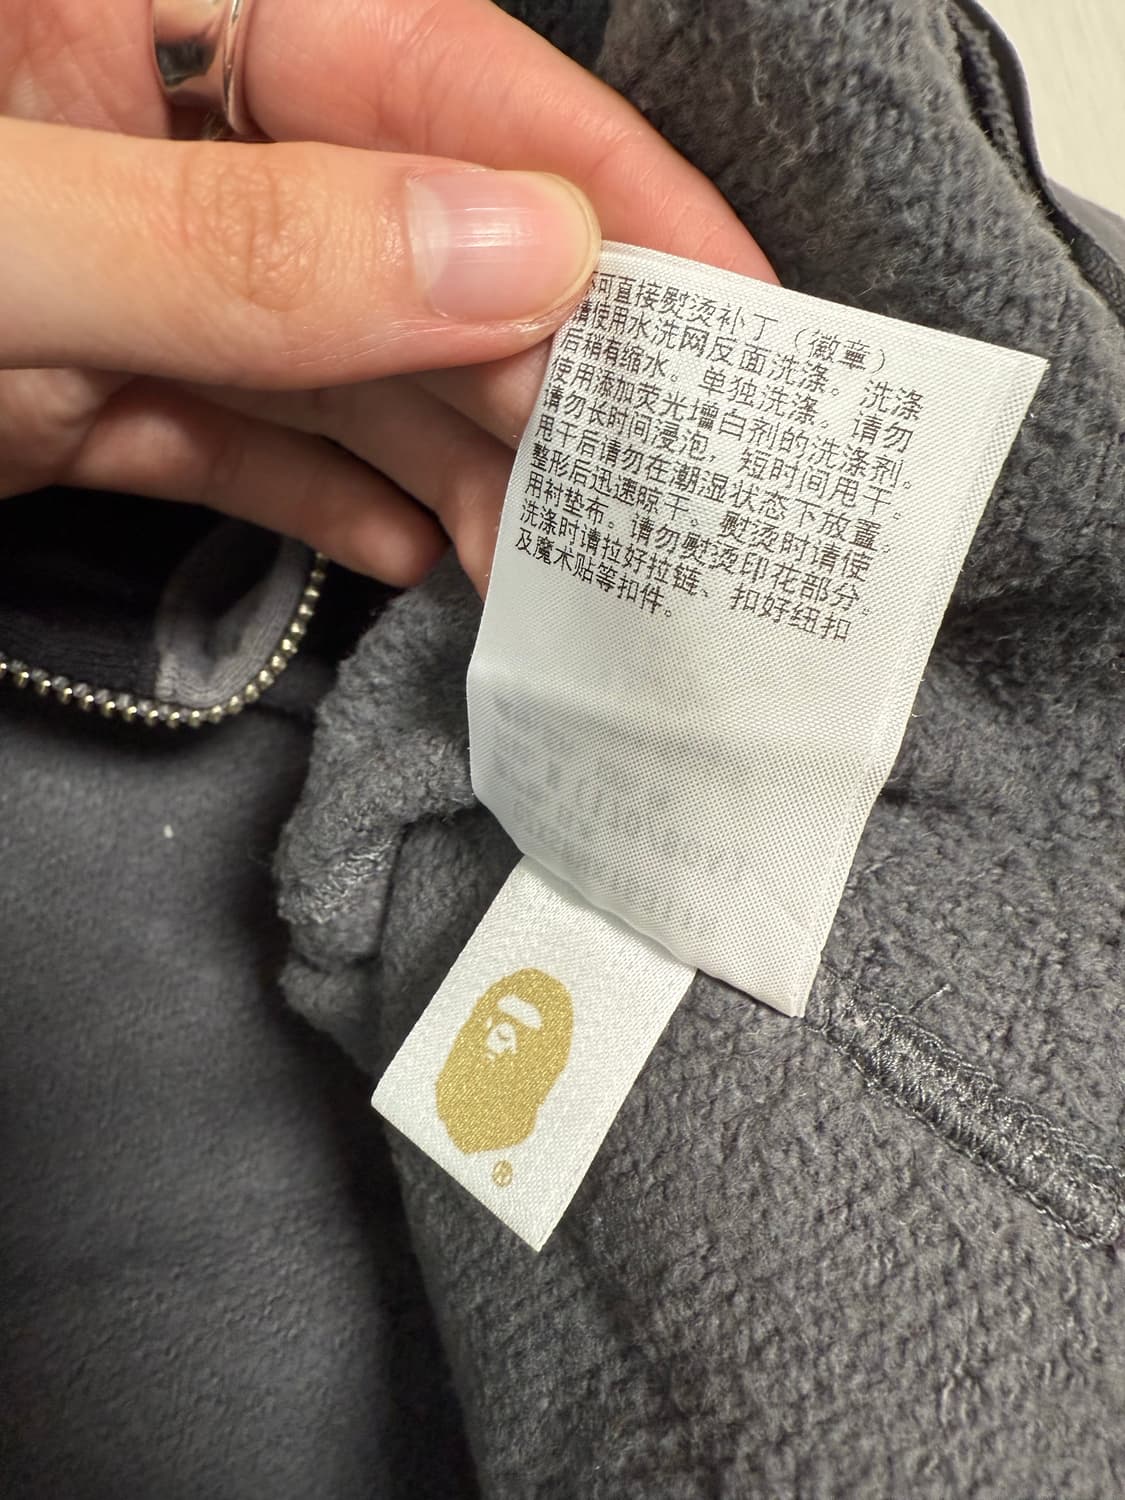 不可直接熨烫补丁（徽章）
请使用水洗网反面洗涤。洗涤
后稍有缩水。单独洗涤。请勿
使用添加荧光增白剂的洗涤剂。
请勿长时间浸泡，短时间甩干。
甩干后请勿在潮湿状态下放置。
整形后迅速晾干。熨烫时请使
用衬垫布。请勿熨烫印花部分。
洗涤时请拉好拉链、扣好纽扣
及魔术贴等扣件。
®